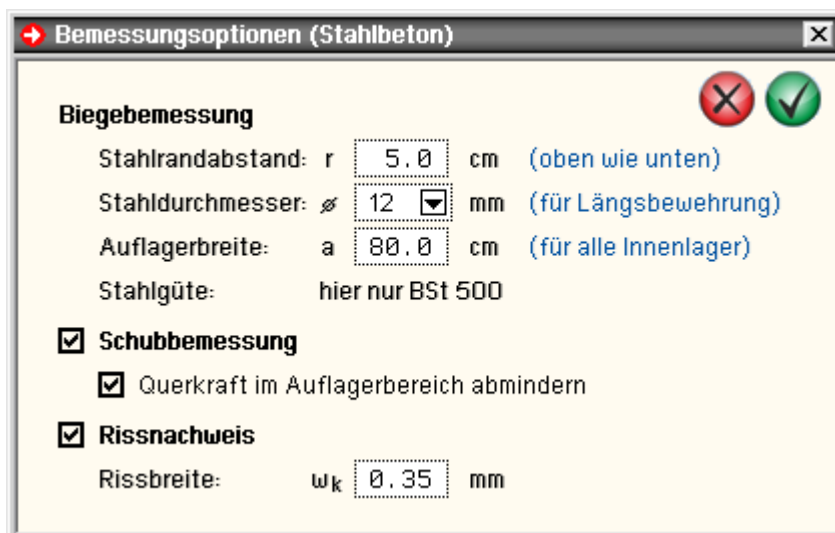 Bemessungsoptionen (Stahlbeton)
Biegebemessung
Stahlrandabstand: r 5.0 cm (oben wie unten)
Stahldurchmesser: ⌀ 12 mm (für Längsbewehrung)
Auflagerbreite: a 80.0 cm (für alle Innenlager)
Stahlgüte: hier nur BSt 500
Schubbemessung
Querkraft im Auflagerbereich abmindern
Rissnachweis
Rissbreite: wk 0.35 mm